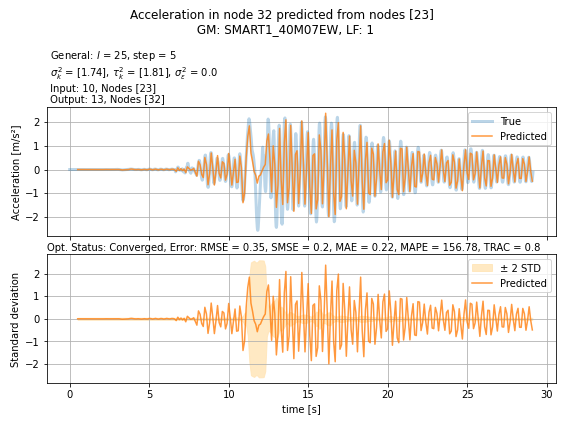 Acceleration in node 32 predicted from nodes [23]
GM: SMART1_40M07EW, LF: 1
General: l = 25, step = 5
σ²ₖ = [1.74], τ²ₖ = [1.81], σ²ε = 0.0
Input: 10, Nodes [23]
Output: 13, Nodes [32]
Acceleration [m/s²]
2
1
0
−1
−2
True
Predicted
Opt. Status: Converged, Error: RMSE = 0.35, SMSE = 0.2, MAE = 0.22, MAPE = 156.78, TRAC = 0.8
Standard deviation
2
1
0
−1
−2
± 2 STD
Predicted
0 5 10 15 20 25 30
time [s]